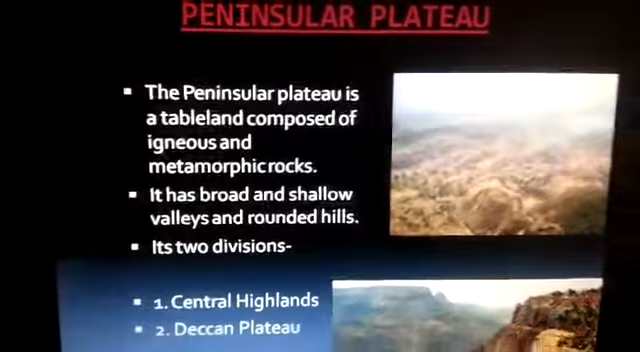 PENINSULAR PLATEAU
▪ The Peninsular plateau is
a tableland composed of
igneous and
metamorphic rocks.
▪ It has broad and shallow
valleys and rounded hills.
▪ Its two divisions-
▪ 1. Central Highlands
▪ 2. Deccan Plateau